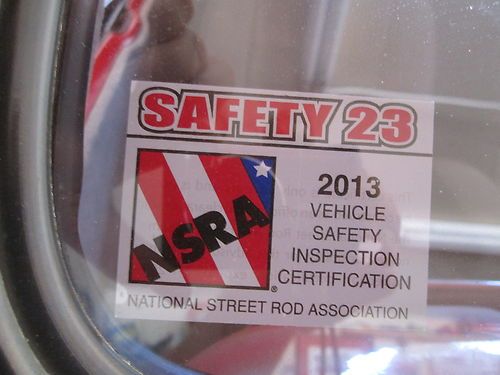 SAFETY 23
NSRA
®
2013
VEHICLE
SAFETY
INSPECTION
CERTIFICATION
NATIONAL STREET ROD ASSOCIATION